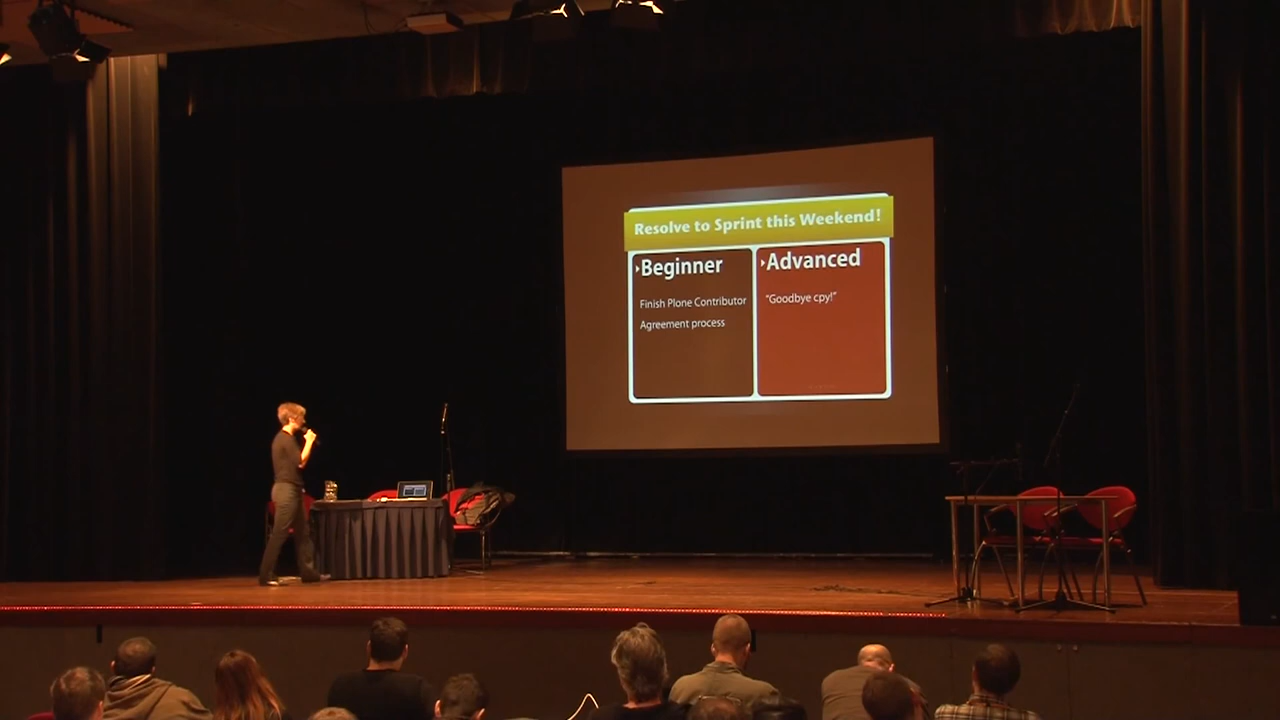 Resolve to Sprint this Weekend!
Beginner
Finish Plone Contributor
Agreement process
Advanced
"Goodbye cpy!"